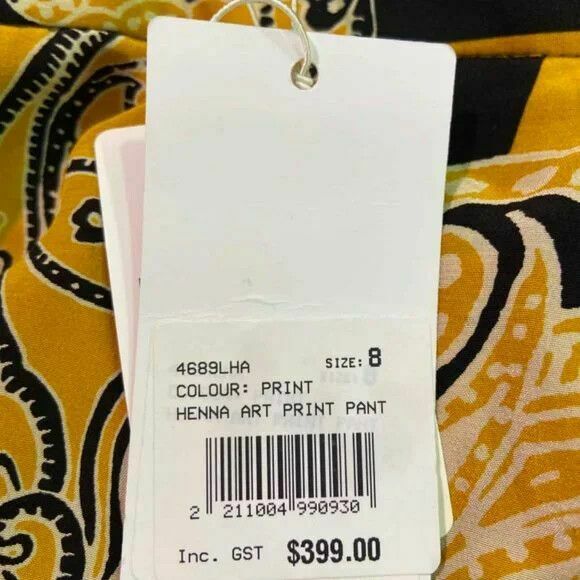 4689LHA SIZE: 8
COLOUR: PRINT
HENNA ART PRINT PANT
2 211004 990930
Inc. GST $399.00